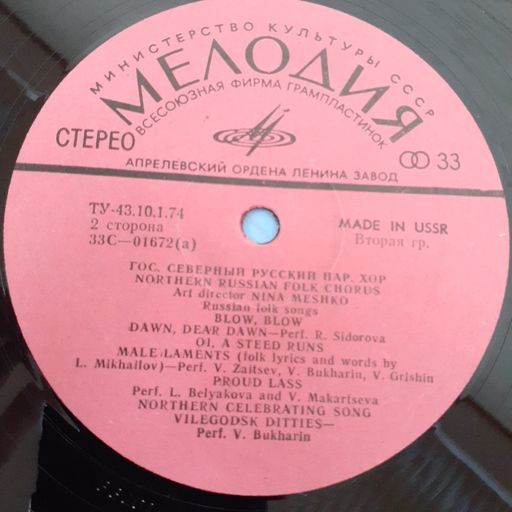 МИНИСТЕРСТВО КУЛЬТУРЫ СССР
МЕЛОДИЯ
ВСЕСОЮЗНАЯ ФИРМА ГРАМПЛАСТИНОК
СТЕРЕО
33
АПРЕЛЕВСКИЙ ОРДЕНА ЛЕНИНА ЗАВОД
ТУ-43.10.1.74
2 сторона
33С—01672(а)
MADE IN USSR
Вторая гр.
ГОС. СЕВЕРНЫЙ РУССКИЙ НАР. ХОР
NORTHERN RUSSIAN FOLK CHORUS
Art director NINA MESHKO
Russian folk songs
BLOW, BLOW
DAWN, DEAR DAWN—Perf. R. Sidorova
OI, A STEED RUNS
MALE LAMENTS (folk lyrics and words by
L. Mikhailov)—Perf. V. Zaitsev, V. Bukharin, V. Grishin
PROUD LASS
Perf. L. Belyakova and V. Makartseva
NORTHERN CELEBRATING SONG
VILEGODSK DITTIES—
Perf. V. Bukharin